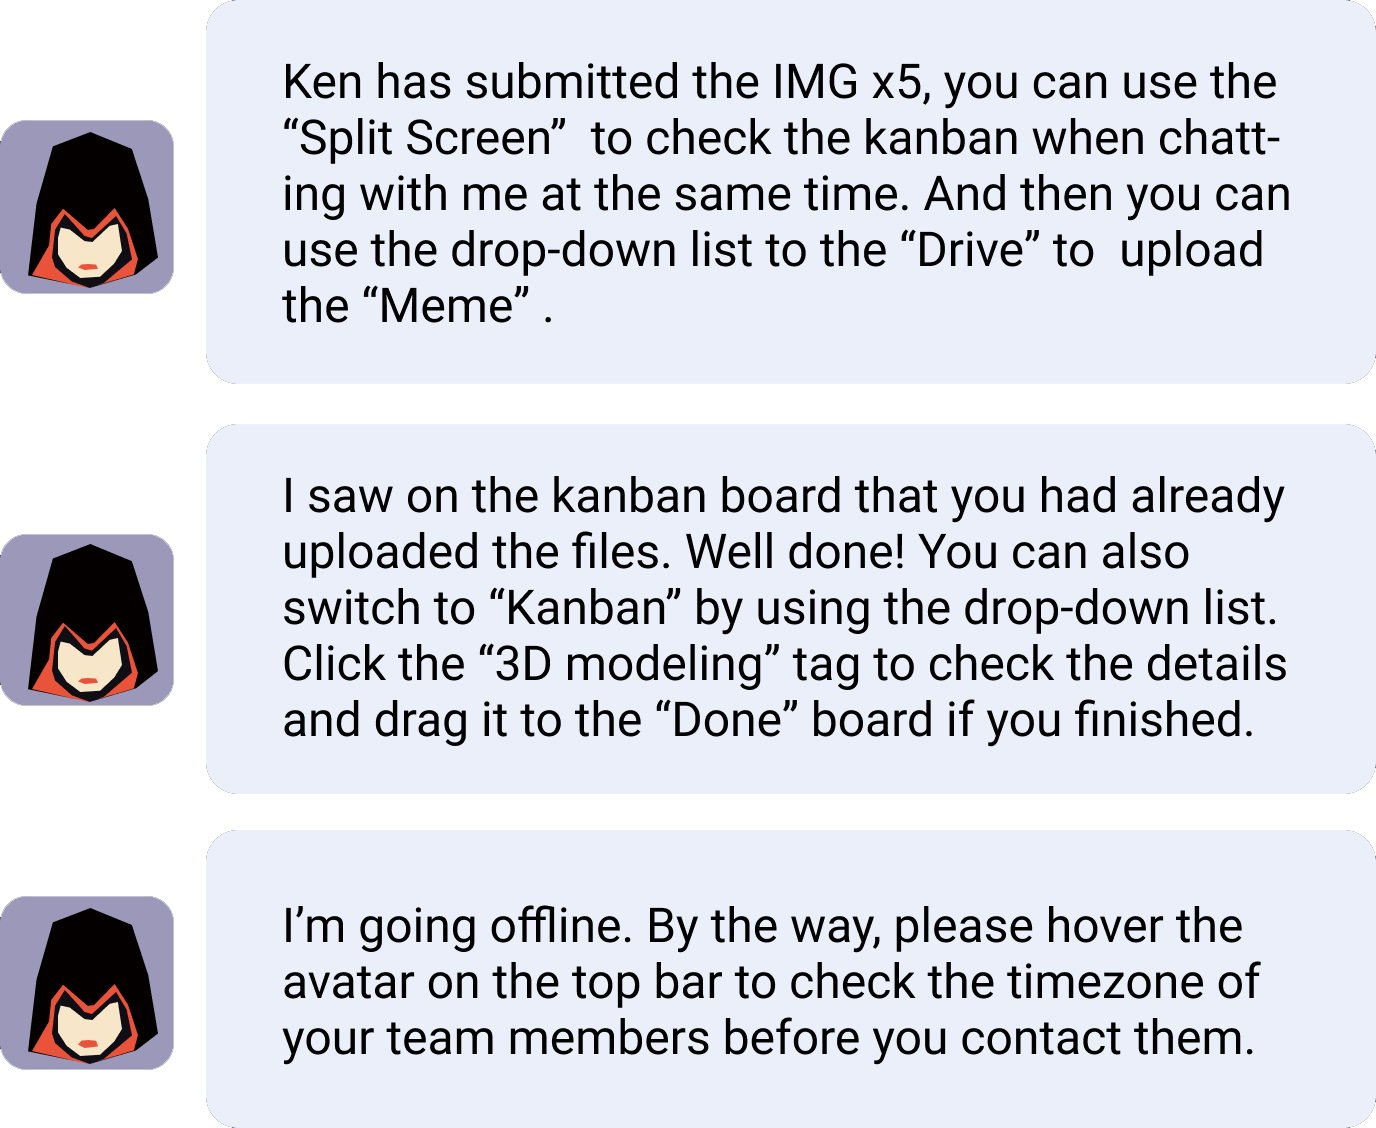 Ken has submitted the IMG x5, you can use the
“Split Screen”  to check the kanban when chatt-
ing with me at the same time. And then you can
use the drop-down list to the “Drive” to  upload
the “Meme” .
I saw on the kanban board that you had already
uploaded the files. Well done! You can also
switch to “Kanban” by using the drop-down list.
Click the “3D modeling” tag to check the details
and drag it to the “Done” board if you finished.
I’m going offline. By the way, please hover the
avatar on the top bar to check the timezone of
your team members before you contact them.